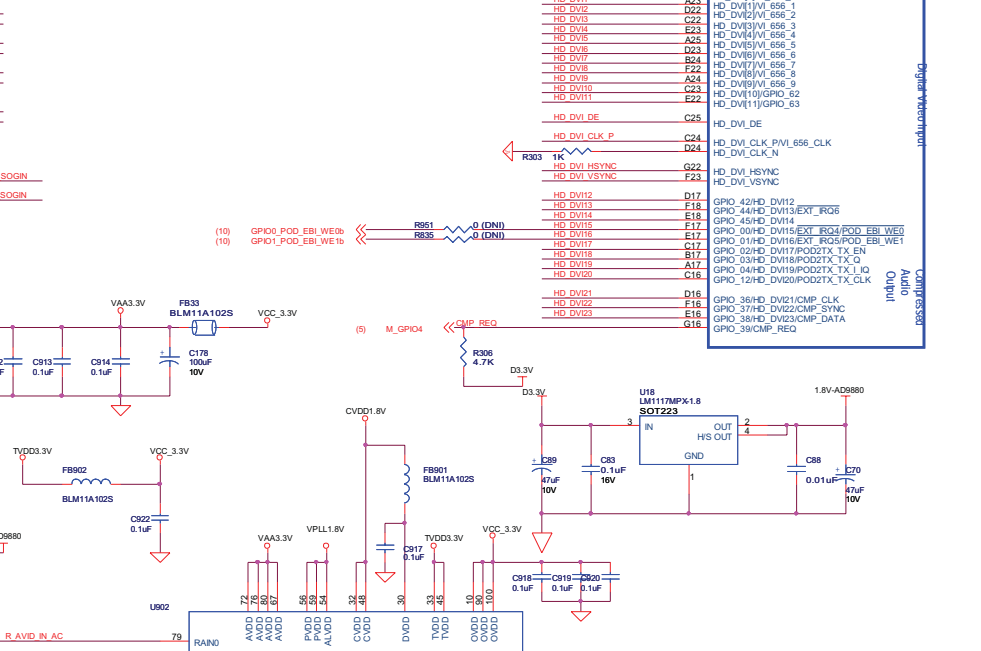 HD_DVI1 A23 HD_DVI[1]/VI_656_1
HD_DVI2 D22 HD_DVI[2]/VI_656_2
HD_DVI3 C22 HD_DVI[3]/VI_656_3
HD_DVI4 E23 HD_DVI[4]/VI_656_4
HD_DVI5 A25 HD_DVI[5]/VI_656_5
HD_DVI6 D23 HD_DVI[6]/VI_656_6
HD_DVI7 B24 HD_DVI[7]/VI_656_7
HD_DVI8 F22 HD_DVI[8]/VI_656_8
HD_DVI9 A24 HD_DVI[9]/VI_656_9
HD_DVI10 C23 HD_DVI[10]/GPIO_62
HD_DVI11 E22 HD_DVI[11]/GPIO_63
Digital Video Input
HD_DVI_DE C25 HD_DVI_DE
HD_DVI_CLK_P C24 HD_DVI_CLK_P/VI_656_CLK
R303 1K D24 HD_DVI_CLK_N
HD_DVI_HSYNC G22 HD_DVI_HSYNC
HD_DVI_VSYNC F23 HD_DVI_VSYNC
SOGIN
SOGIN
HD_DVI12 D17 GPIO_42/HD_DVI12
HD_DVI13 F18 GPIO_44/HD_DVI13/EXT_IRQ6
HD_DVI14 E18 GPIO_45/HD_DVI14
(10) GPIO0_POD_EBI_WE0b R951 0 (DNI) HD_DVI15 F17 GPIO_00/HD_DVI15/EXT_IRQ4/POD_EBI_WE0
(10) GPIO1_POD_EBI_WE1b R835 0 (DNI) HD_DVI16 E17 GPIO_01/HD_DVI16/EXT_IRQ5/POD_EBI_WE1
HD_DVI17 C17 GPIO_02/HD_DVI17/POD2TX_TX_EN
HD_DVI18 B17 GPIO_03/HD_DVI18/POD2TX_TX_Q
HD_DVI19 A17 GPIO_04/HD_DVI19/POD2TX_TX_I_IQ
HD_DVI20 C16 GPIO_12/HD_DVI20/POD2TX_TX_CLK
HD_DVI21 D16 GPIO_36/HD_DVI21/CMP_CLK
HD_DVI22 F16 GPIO_37/HD_DVI22/CMP_SYNC
HD_DVI23 E16 GPIO_38/HD_DVI23/CMP_DATA
(5) M_GPIO4 CMP_REQ G16 GPIO_39/CMP_REQ
Compressed
Audio
Output
VAA3.3V
FB33
BLM11A102S
VCC_3.3V
C913
0.1uF
C914
0.1uF
C178
100uF
10V
R306
4.7K
D3.3V
D3.3V
U18
LM1117MPX-1.8
SOT223
3 IN OUT 2
H/S OUT 4
GND
1
1.8V-AD9880
C89
47uF
10V
C83
0.1uF
16V
C88
0.01uF
C70
47uF
10V
CVDD1.8V
FB901
BLM11A102S
TVDD3.3V
FB902
BLM11A102S
VCC_3.3V
C922
0.1uF
VAA3.3V
VPLL1.8V
C917
0.1uF
TVDD3.3V
VCC_3.3V
C918
0.1uF
C919
0.1uF
C920
0.1uF
U902
72 76 80 67 56 59 54 32 48 30 33 45 10 90 100
AVDD AVDD AVDD AVDD PVDD PVDD ALVDD CVDD CVDD DVDD TVDD TVDD OVDD OVDD OVDD
R_AVID_IN_AC 79 RAIN0